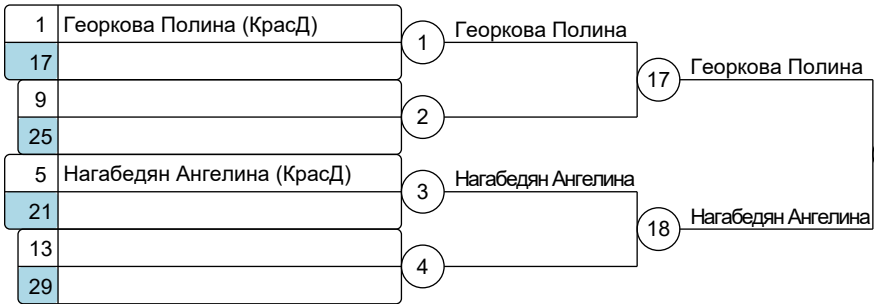 1 Георкова Полина (КрасД)
1 Георкова Полина
17
17 Георкова Полина
9
2
25
5 Нагабедян Ангелина (КрасД)
3 Нагабедян Ангелина
21
18 Нагабедян Ангелина
13
4
29